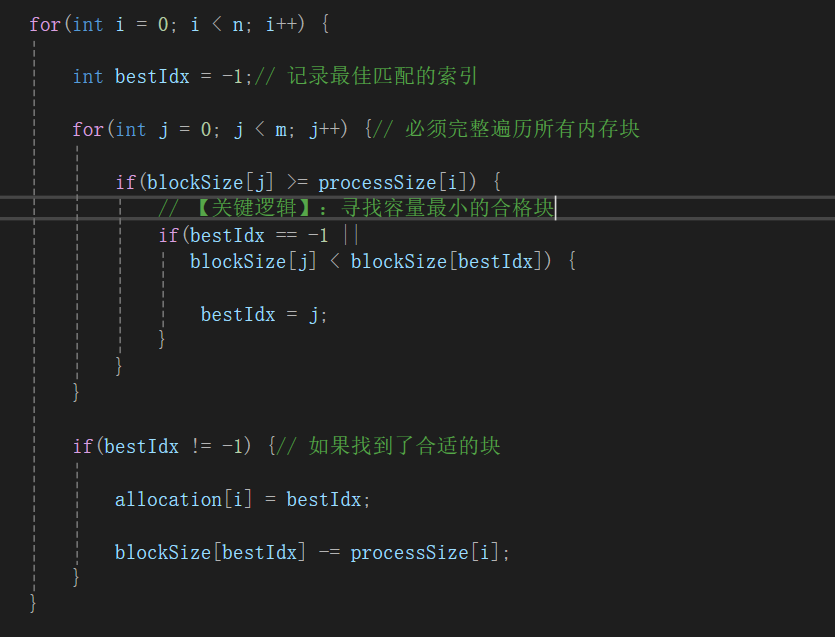 for(int i = 0; i < n; i++) {
int bestIdx = -1;// 记录最佳匹配的索引
for(int j = 0; j < m; j++) {// 必须完整遍历所有内存块
if(blockSize[j] >= processSize[i]) {
// 【关键逻辑】：寻找容量最小的合格块
if(bestIdx == -1 ||
blockSize[j] < blockSize[bestIdx]) {
bestIdx = j;
}
}
}
if(bestIdx != -1) {// 如果找到了合适的块
allocation[i] = bestIdx;
blockSize[bestIdx] -= processSize[i];
}
}